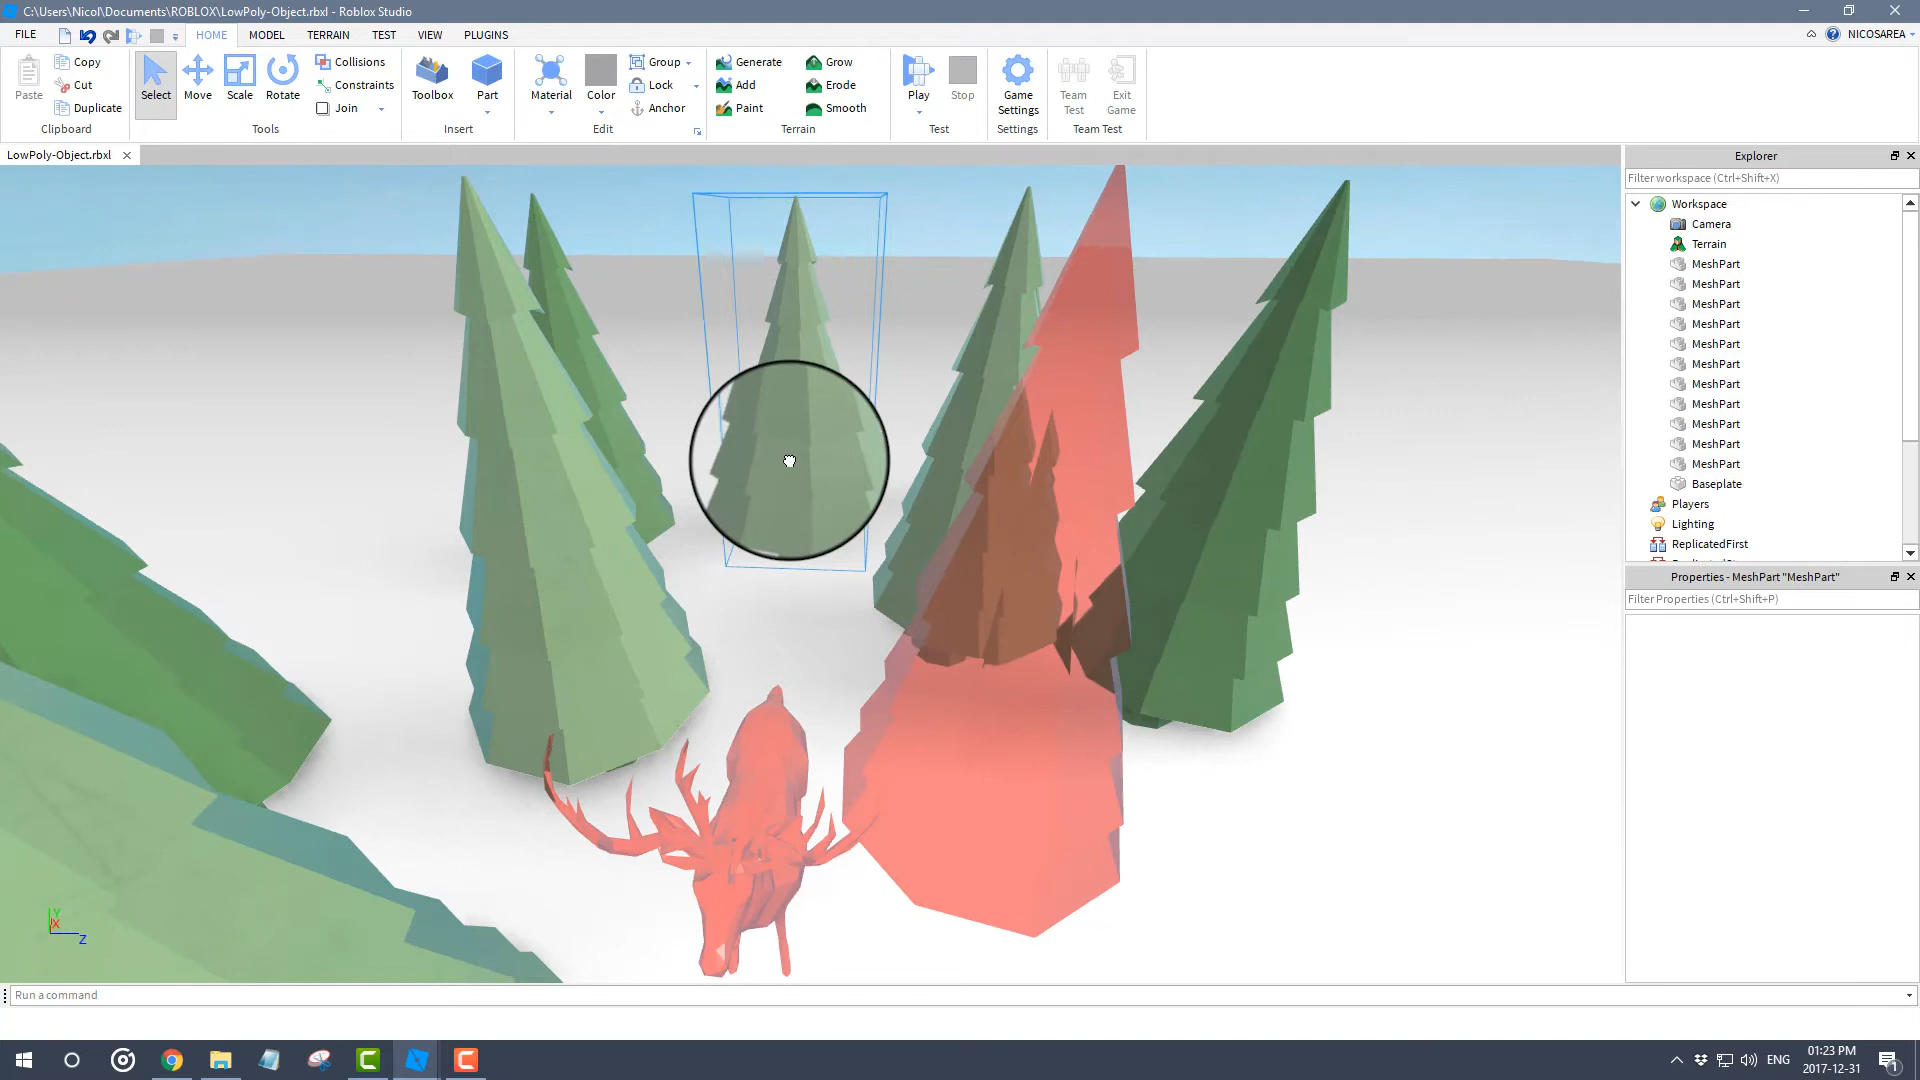 C:\Users\Nicol\Documents\ROBLOX\LowPoly-Object.rbxl - Roblox Studio
FILE HOME MODEL TERRAIN TEST VIEW PLUGINS NICOSAREA
Copy Collisions Group Generate Grow
Cut Constraints Lock Add Erode
Duplicate Join Anchor Paint Smooth
Paste Select Move Scale Rotate Toolbox Part Material Color Play Stop Game Settings Team Test Exit Game
Clipboard Tools Insert Edit Terrain Test Settings Team Test
LowPoly-Object.rbxl
Explorer
Filter workspace (Ctrl+Shift+X)
Workspace
Camera
Terrain
MeshPart
MeshPart
MeshPart
MeshPart
MeshPart
MeshPart
MeshPart
MeshPart
MeshPart
MeshPart
MeshPart
Baseplate
Players
Lighting
ReplicatedFirst
Properties - MeshPart "MeshPart"
Filter Properties (Ctrl+Shift+P)
Y
X
Z
Run a command
ENG
01:23 PM
2017-12-31
1